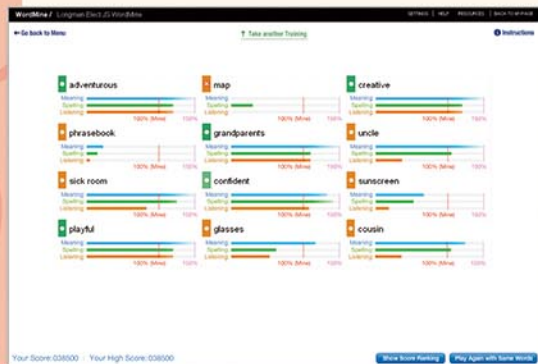 WordMine / Longman Elect JS WordMine
SETTINGS | HELP RESOURCES | BACK TO MY PAGE
Go back to Menu
Take another Training
Instructions
adventurous map creative
Meaning Meaning Meaning
Spelling Spelling Spelling
Listening Listening Listening
100% (Mine) 100% (Mine) 100% (Mine)
phrasebook grandparents uncle
Meaning Meaning Meaning
Spelling Spelling Spelling
Listening Listening Listening
100% (Mine) 100% (Mine) 100% (Mine)
sick room confident sunscreen
Meaning Meaning Meaning
Spelling Spelling Spelling
Listening Listening Listening
100% (Mine) 100% (Mine) 100% (Mine)
playful glasses cousin
Meaning Meaning Meaning
Spelling Spelling Spelling
Listening Listening Listening
100% (Mine) 100% (Mine) 100% (Mine)
Your Score:036500 Your High Score:036500
Show Score Ranking Play Again with Same Words